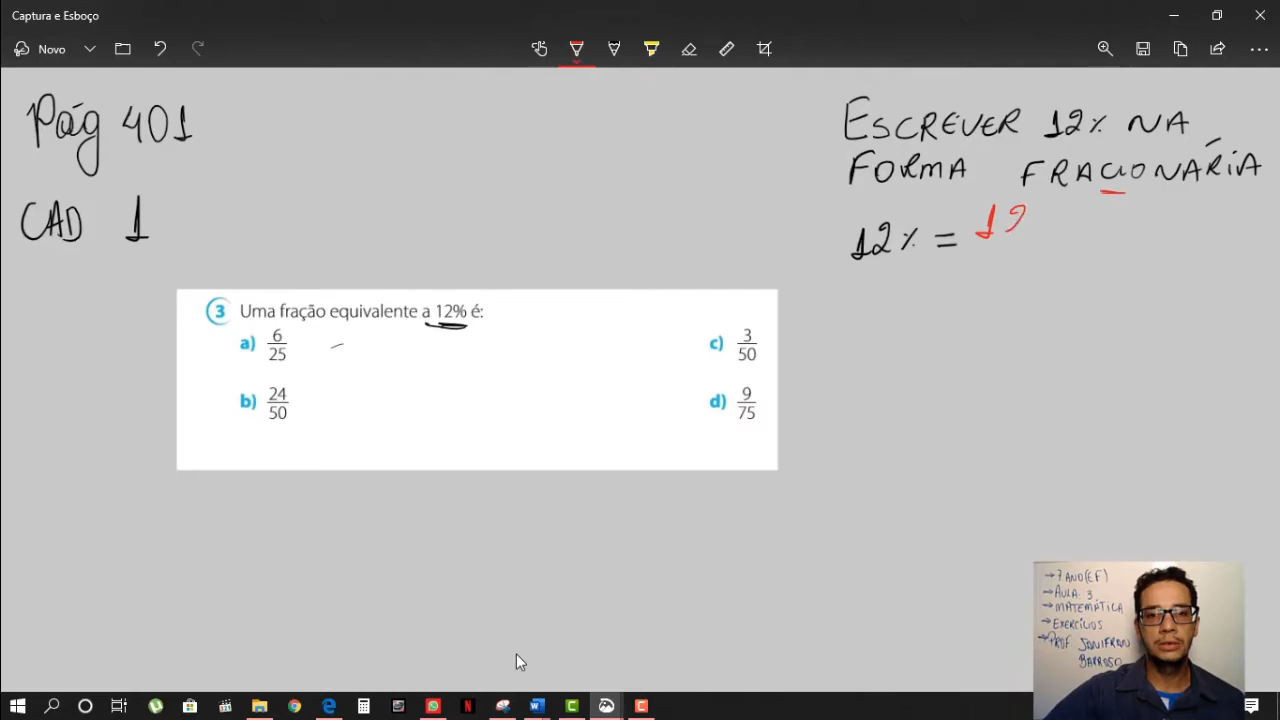 Captura e Esboço
Novo
Pág 401
CAD 1
ESCREVER 12% NA
FORMA FRACIONÁRIA
12% = 12
3 Uma fração equivalente a 12% é:
a) 6/25
c) 3/50
b) 24/50
d) 9/75
→ 7 ANO (EF)
→ AULA 3
→ MATEMÁTICA
→ EXERCÍCIOS
→ PROF
BARROSO